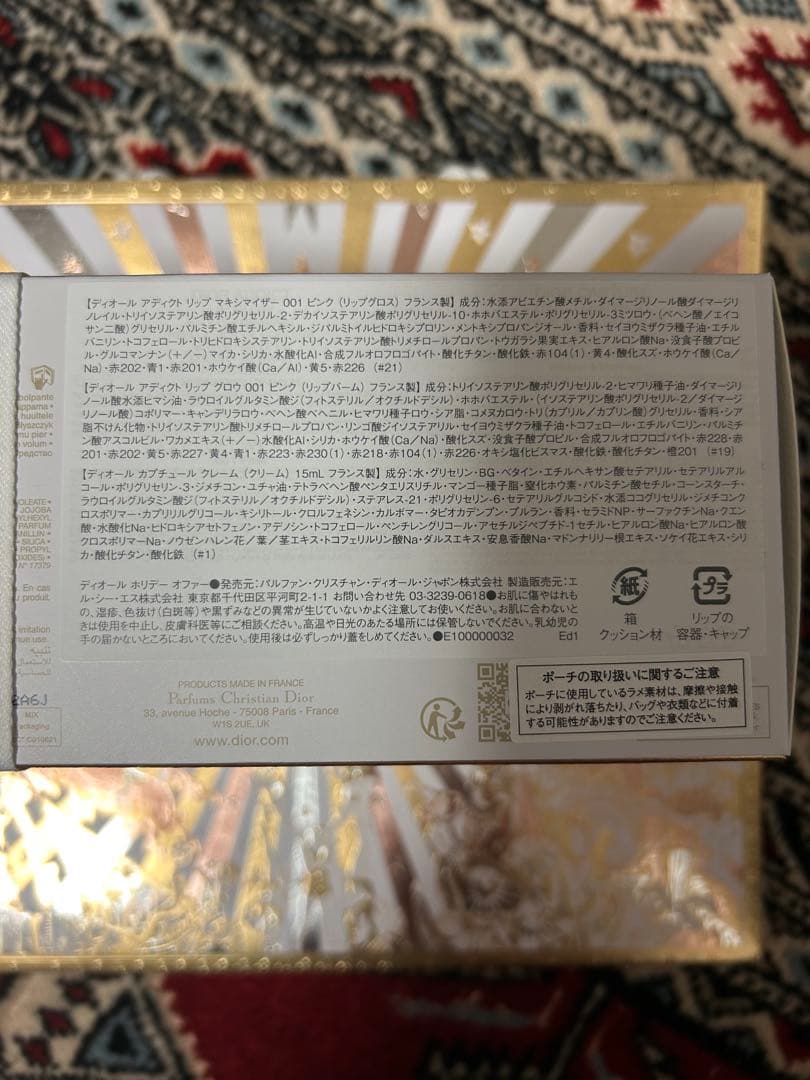 【ディオール アディクト リップ マキシマイザー 001 ピンク (リップグロス) フランス製】 成分:水添アビエチン酸メチル・ダイマージリノール酸ダイマージリ
ノレイル・トリイソステアリン酸ポリグリセリル-2・デカイソステアリン酸ポリグリセリル-10・ホホバエステル・ポリグリセリル-3ミツロウ・(ベヘン酸/エイコ
サン二酸)グリセリル・パルミチン酸エチルヘキシル・ジパルミトイルヒドロキシプロリン・メントキシプロパンジオール・香料・セイヨウミザクラ種子油・エチル
バニリン・トコフェロール・トリヒドロキシステアリン・トリイソステアリン酸トリメチロールプロパン・トウガラシ果実エキス・ヒアルロン酸Na・没食子酸プロピ
ル・グルコマンナン(+/-)マイカ・シリカ・水酸化Al・合成フルオロフロゴパイト・酸化チタン・酸化鉄・赤104(1)・黄4・酸化スズ・ホウケイ酸(Ca/
Na)・赤202・青1・赤201・ホウケイ酸(Ca/Al)・黄5・赤226 (#21)
【ディオール アディクト リップ グロウ 001 ピンク (リップバーム) フランス製】 成分:トリイソステアリン酸ポリグリセリル-2・ヒマワリ種子油・ダイマージリ
ノール酸水添ヒマシ油・ラウロイルグルタミン酸ジ(フィトステリル/オクチルドデシル)・ホホバエステル・(イソステアリン酸ポリグリセリル-2/ダイマージ
リノール酸)コポリマー・キャンデリラロウ・ベヘン酸ベヘニル・ヒマワリ種子ロウ・シア脂・コメヌカロウ・トリ(カプリル/カプリン酸)グリセリル・香料・シア
脂不けん化物・トリイソステアリン酸トリメチロールプロパン・リンゴ酸ジイソステアリル・セイヨウミザクラ種子油・トコフェロール・エチルバニリン・パルミチン
酸アスコルビル・ワカメエキス(+/-)水酸化Al・シリカ・ホウケイ酸(Ca/Na)・酸化スズ・没食子酸プロピル・合成フルオロフロゴパイト・赤228・赤
201・赤202・黄5・赤227・黄4・青1・赤223・赤230(1)・赤218・赤104(1)・赤226・オキシ塩化ビスマス・酸化鉄・酸化チタン・橙201 (#19)
【ディオール カプチュール クレーム (クリーム) 15mL フランス製】 成分:水・グリセリン・BG・ベタイン・エチルヘキサン酸セテアリル・セテアリルアル
コール・ポリグリセリン-3・ジメチコン・ユチャ油・テトラベヘン酸ペンタエリスリチル・マンゴー種子脂・窒化ホウ素・パルミチン酸セチル・コーンスターチ・
ラウロイルグルタミン酸ジ(フィトステリル/オクチルドデシル)・ステアレス-21・ポリグリセリル-6・セテアリルグルコシド・水添ココグリセリル・ジメチコンク
ロスポリマー・カプリリルグリコール・キシリトール・クロルフェネシン・カルボマー・タピオカデンプン・プルラン・香料・セラミドNP・サーファクチンNa・クエン
酸・水酸化Na・ヒドロキシアセトフェノン・アデノシン・トコフェロール・ペンチレングリコール・アセチルジペプチド-1セチル・ヒアルロン酸Na・ヒアルロン酸
クロスポリマーNa・ノウゼンハレン花/葉/茎エキス・トコフェリルリン酸Na・ダルスエキス・安息香酸Na・マドンナリリー根エキス・ソケイ花エキス・シリ
カ・酸化チタン・酸化鉄 (#1)
ディオール ホリデー オファー●発売元:パルファン・クリスチャン・ディオール・ジャポン株式会社 製造販売元:エ
ル・シー・エス株式会社 東京都千代田区平河町2-1-1 お問い合わせ先 03-3239-0618●お肌に傷やはれも
の、湿疹、色抜け(白斑等)や黒ずみなどの異常が生じていないかよく注意してお使いください。お肌に合わないと
きは使用を中止し、皮膚科医等にご相談ください。高温や日光のあたる場所には保管しないでください。乳幼児の
手の届かないところにおいてください。使用後は必ずしっかり蓋をしめてください。●E100000032 Ed1
紙
箱
クッション材
プラ
リップの
容器・キャップ
PRODUCTS MADE IN FRANCE
Parfums Christian Dior
33, avenue Hoche - 75008 Paris - France
W1S 2UE, UK
www.dior.com
ポーチの取り扱いに関するご注意
ポーチに使用しているラメ素材は、摩擦や接触
により剥がれ落ちたり、バッグや衣類などに付着
する可能性がありますのでご注意ください。